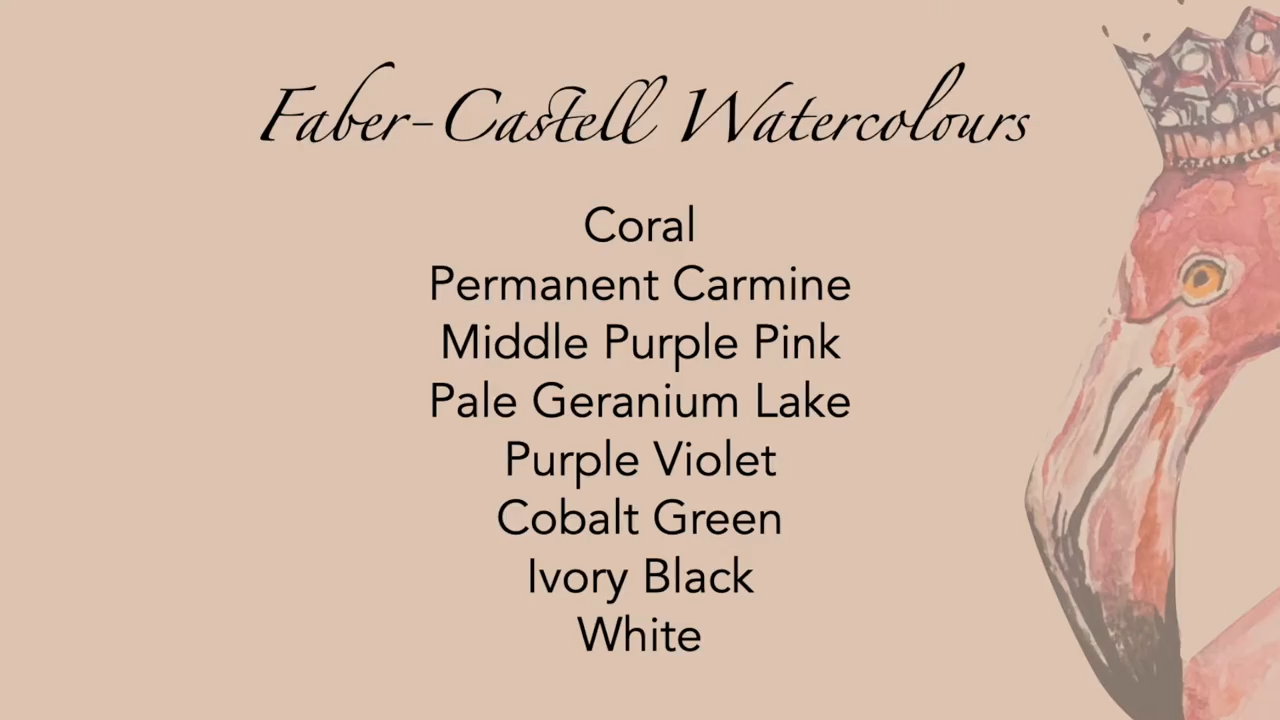 Faber-Castell Watercolours
Coral
Permanent Carmine
Middle Purple Pink
Pale Geranium Lake
Purple Violet
Cobalt Green
Ivory Black
White